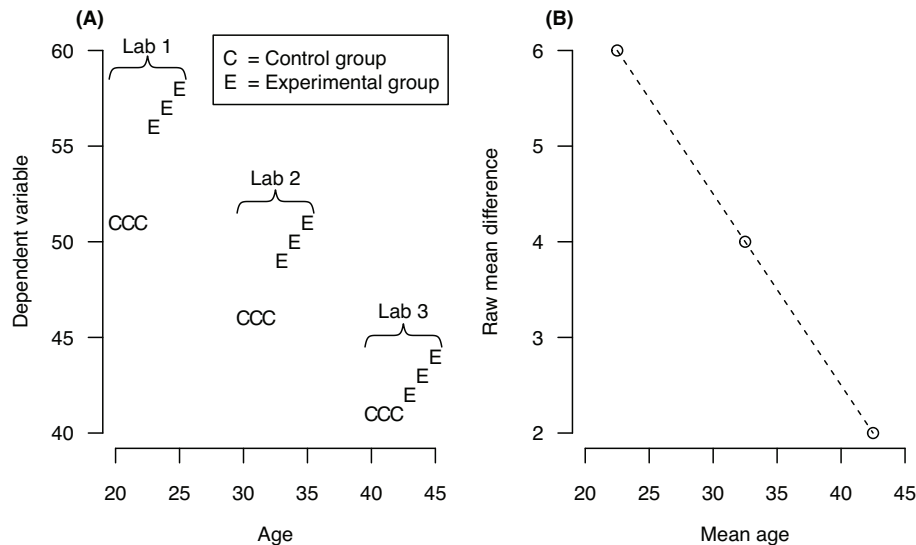 (A)
Lab 1
C = Control group
E = Experimental group
60
55
50
45
40
Dependent variable
E
E
E
CCC
Lab 2
E
E
E
CCC
Lab 3
E
E
E
CCC
20 25 30 35 40 45
Age
(B)
6
5
4
3
2
Raw mean difference
20 25 30 35 40 45
Mean age